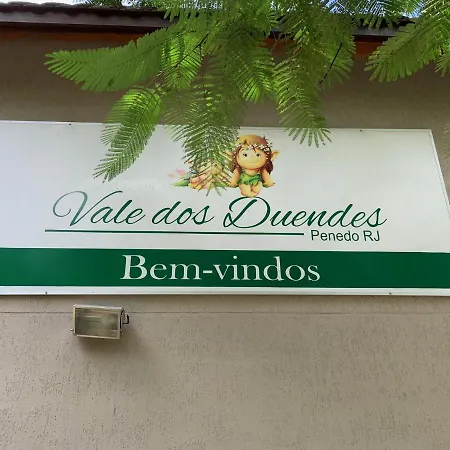 Vale dos Duendes
Penedo RJ
Bem-vindos